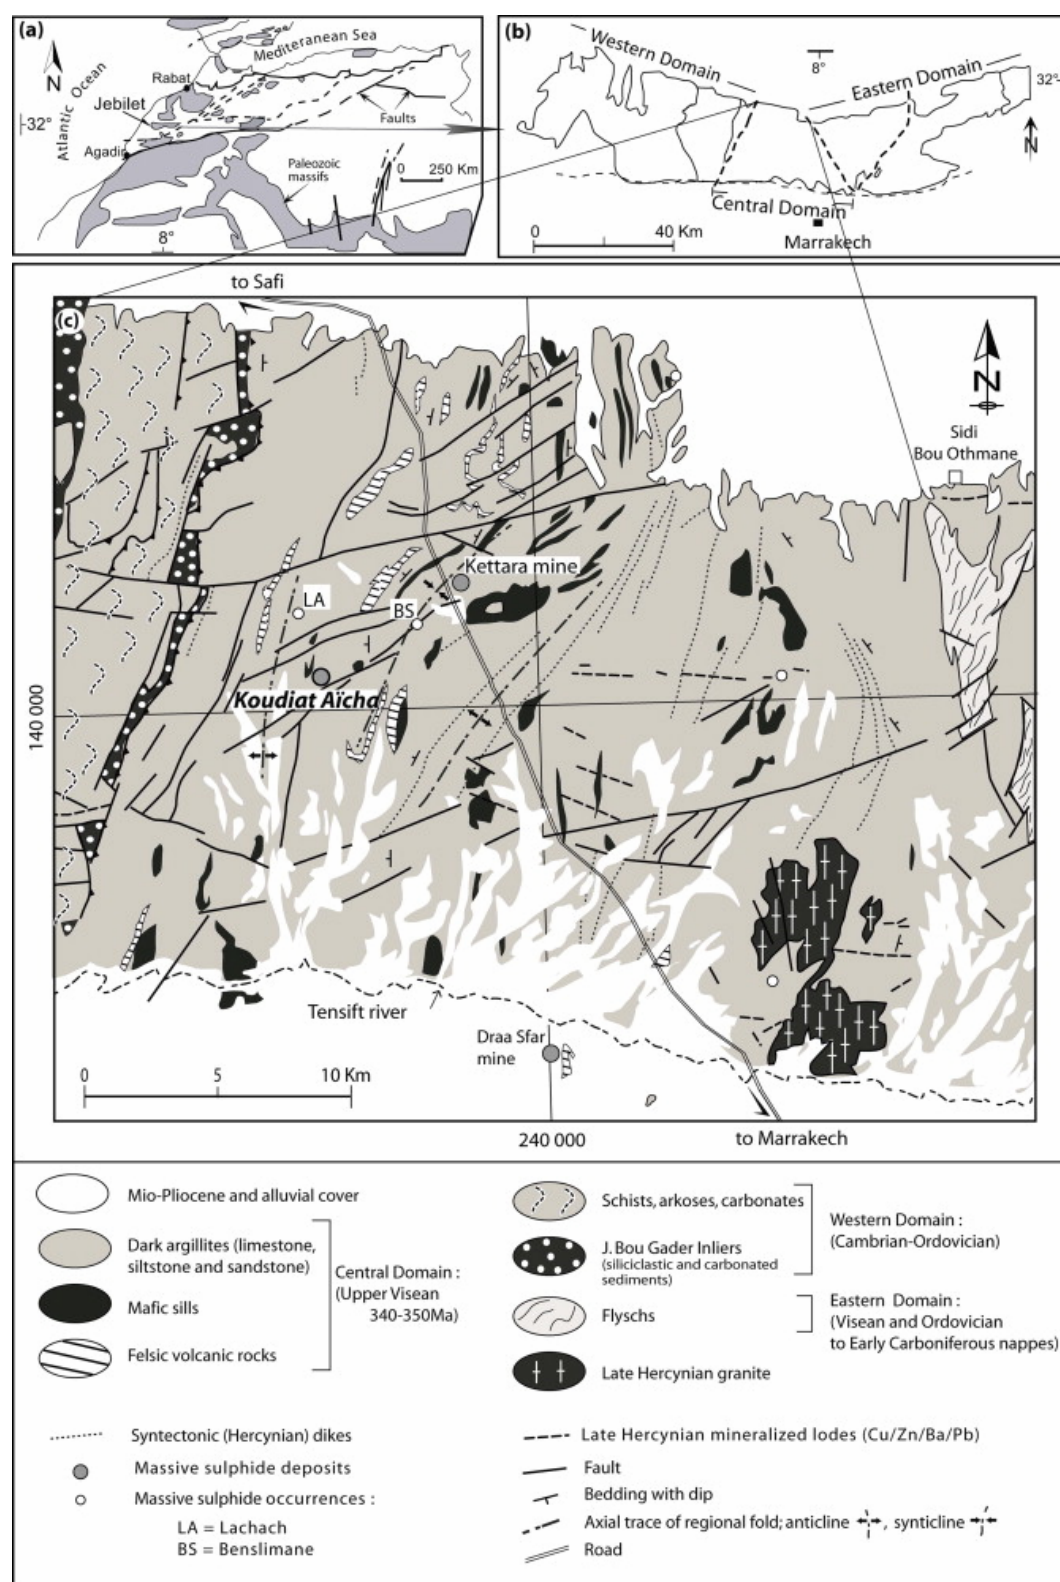 (a)
Mediteranean Sea
Atlantic Ocean
N
Rabat
Jebilet
32°
Faults
Agadir
Paleozoic
massifs
0 250 Km
8°
(b)
Western Domain
8°
Eastern Domain
32°
N
Central Domain
0 40 Km
Marrakech
to Safi
(c)
N
Sidi
Bou Othmane
Kettara mine
LA
BS
Koudiat Aïcha
140 000
Tensift river
Draa Sfar
mine
0 5 10 Km
240 000
to Marrakech
Mio-Pliocene and alluvial cover
Dark argillites (limestone,
siltstone and sandstone)
Mafic sills
Felsic volcanic rocks
Central Domain :
(Upper Visean
340-350Ma)
Schists, arkoses, carbonates
J. Bou Gader Inliers
(siliciclastic and carbonated
sediments)
Western Domain :
(Cambrian-Ordovician)
Flyschs
Eastern Domain :
(Visean and Ordovician
to Early Carboniferous nappes)
Late Hercynian granite
Syntectonic (Hercynian) dikes
Massive sulphide deposits
Massive sulphide occurrences :
LA = Lachach
BS = Benslimane
Late Hercynian mineralized lodes (Cu/Zn/Ba/Pb)
Fault
Bedding with dip
Axial trace of regional fold; anticline , synticline
Road